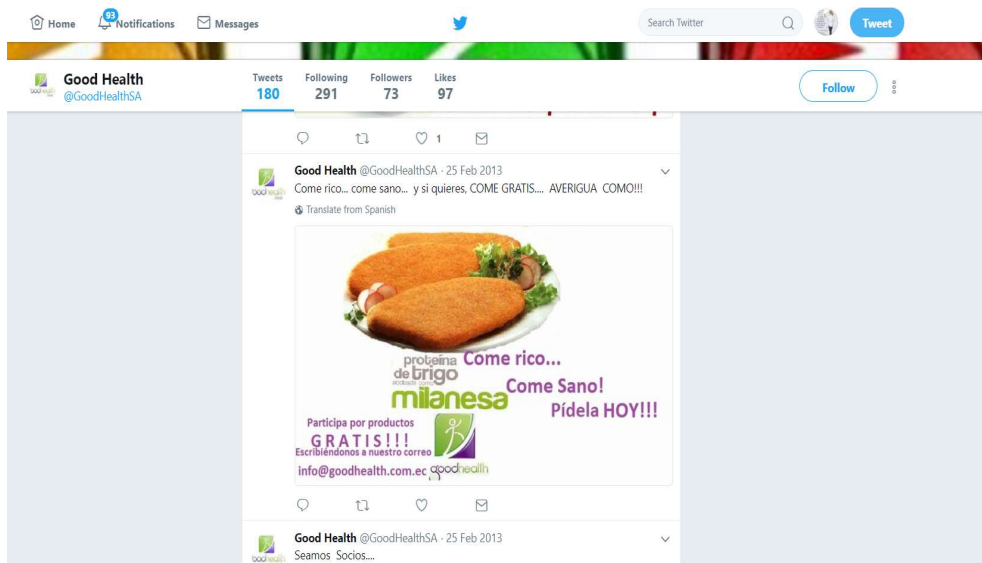 Home
93
Notifications
Messages
Search Twitter
Tweet
Good Health
@GoodHealthSA
Tweets
180
Following
291
Followers
73
Likes
97
Follow
1
Good Health @GoodHealthSA · 25 Feb 2013
Come rico... come sano... y si quieres, COME GRATIS.... AVERIGUA COMO!!!
Translate from Spanish
proteína
de trigo
milanesa
Come rico...
Come Sano!
Pídela HOY!!!
Participa por productos
GRATIS!!!
Escribiéndonos a nuestro correo
info@goodhealth.com.ec
goodhealth
Good Health @GoodHealthSA · 25 Feb 2013
Seamos Socios....